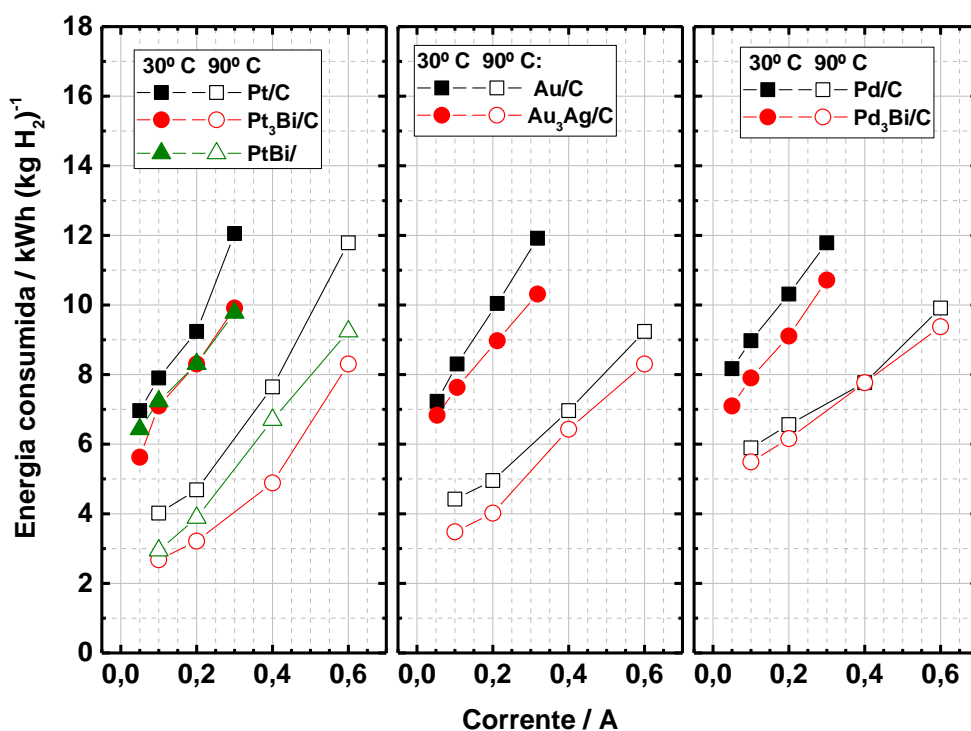 18
16
14
12
10
8
6
4
2
0
Energia consumida / kWh (kg H₂)⁻¹
30º C 90º C
Pt/C
Pt₃Bi/C
PtBi/
30º C 90º C:
Au/C
Au₃Ag/C
30º C 90º C
Pd/C
Pd₃Bi/C
0,0 0,2 0,4 0,6 0,0 0,2 0,4 0,6 0,0 0,2 0,4 0,6
Corrente / A